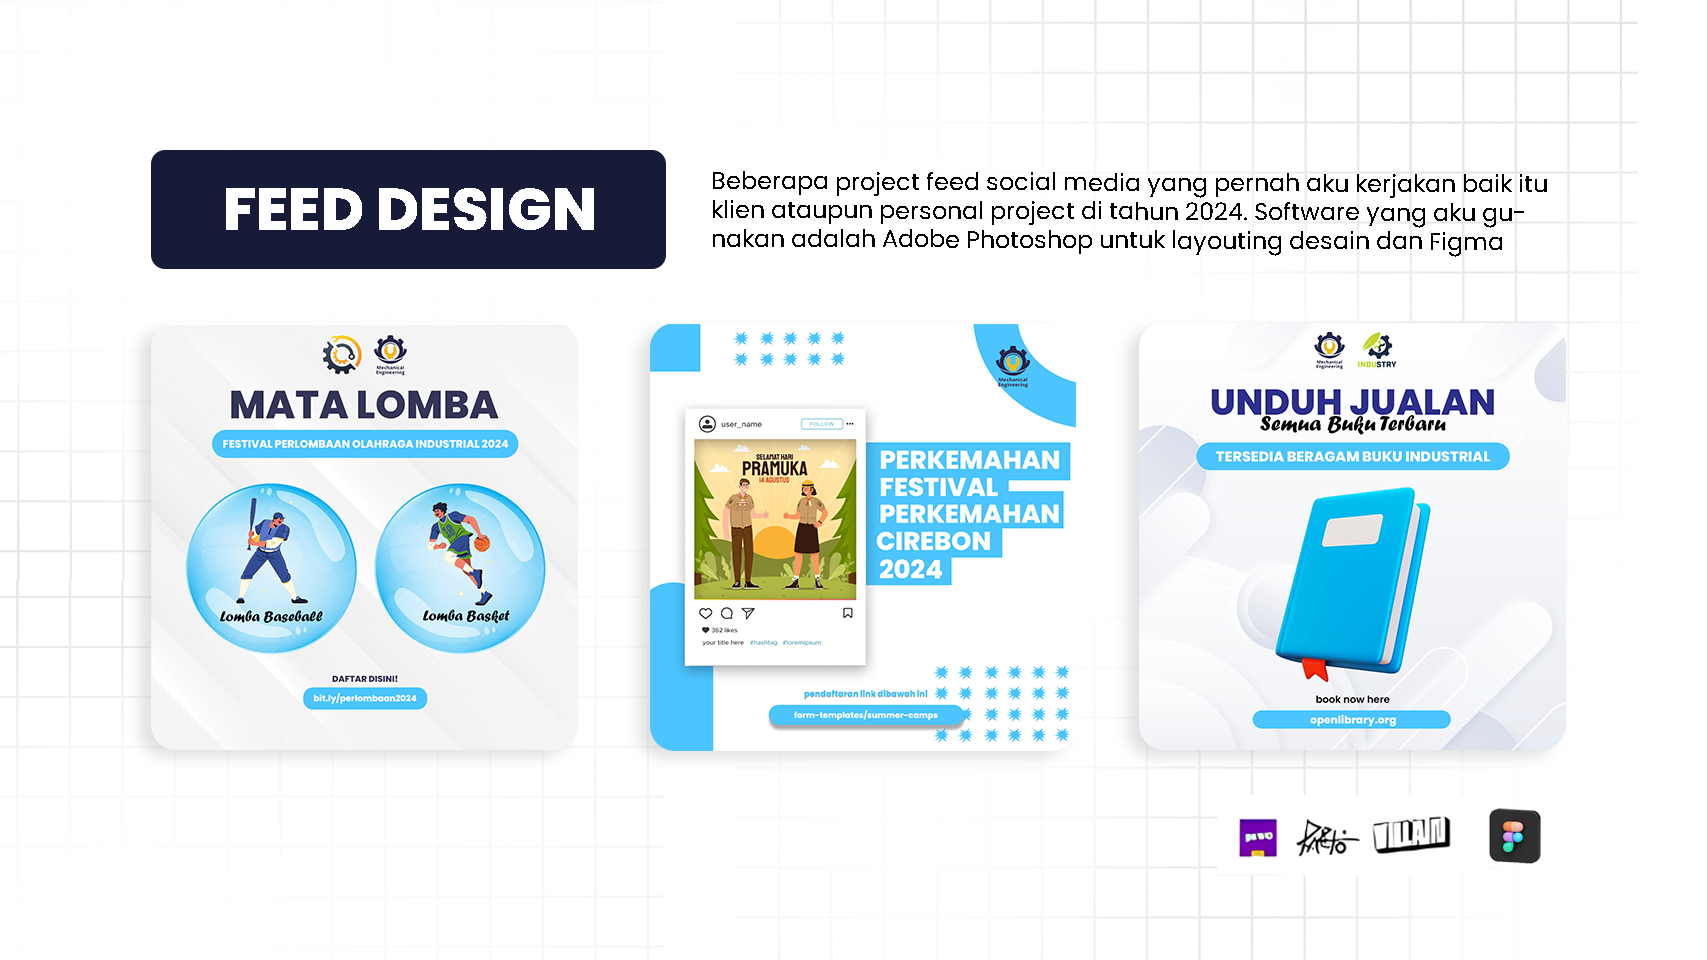 FEED DESIGN
Beberapa project feed social media yang pernah aku kerjakan baik itu
klien ataupun personal project di tahun 2024. Software yang aku gu-
nakan adalah Adobe Photoshop untuk layouting desain dan Figma
Mechanical
Engineering
MATA LOMBA
FESTIVAL PERLOMBAAN OLAHRAGA INDUSTRIAL 2024
Lomba Baseball
Lomba Basket
DAFTAR DISINI!
bit.ly/perlombaan2024
Mechanical
Engineering
user_name
FOLLOW
SELAMAT HARI
PRAMUKA
14 AGUSTUS
362 likes
your title here #hashtag #loremipsum
PERKEMAHAN
FESTIVAL
PERKEMAHAN
CIREBON
2024
pendaftaran link dibawah ini
form-templates/summer-camps
Mechanical
Engineering
INDUSTRY
UNDUH JUALAN
Semua Buku Terbaru
TERSEDIA BERAGAM BUKU INDUSTRIAL
book now here
openlibrary.org
VILLAIN